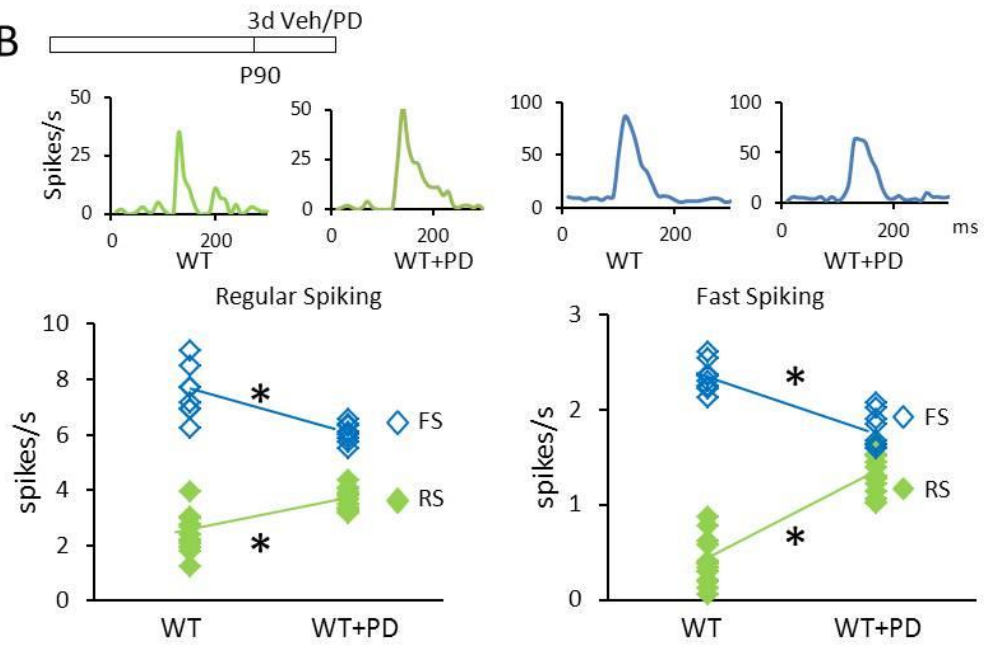 B
3d Veh/PD
P90
Spikes/s
50
25
0
0
200
WT
50
25
0
0
200
WT+PD
100
50
0
0
200
WT
100
50
0
0
200
ms
WT+PD
Regular Spiking
Fast Spiking
spikes/s
10
8
6
4
2
0
*
*
FS
RS
WT
WT+PD
spikes/s
3
2
1
0
*
*
FS
RS
WT
WT+PD